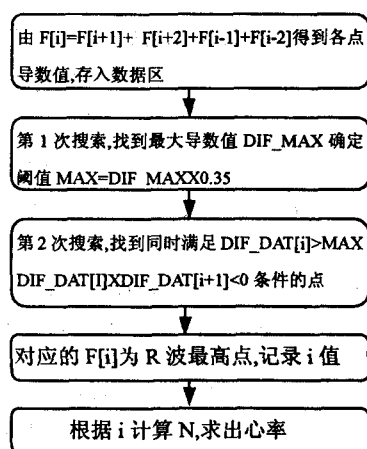 由 F[i]=F[i+1]+ F[i+2]+F[i-1]+F[i-2]得到各点
导数值,存入数据区
第 1 次搜索,找到最大导数值 DIF_MAX 确定
阈值 MAX=DIF_MAXX0.35
第 2 次搜索,找到同时满足 DIF_DAT[i]>MAX
DIF_DAT[I]XDIF_DAT[i+1]<0 条件的点
对应的 F[i]为 R 波最高点,记录 i 值
根据 i 计算 N,求出心率